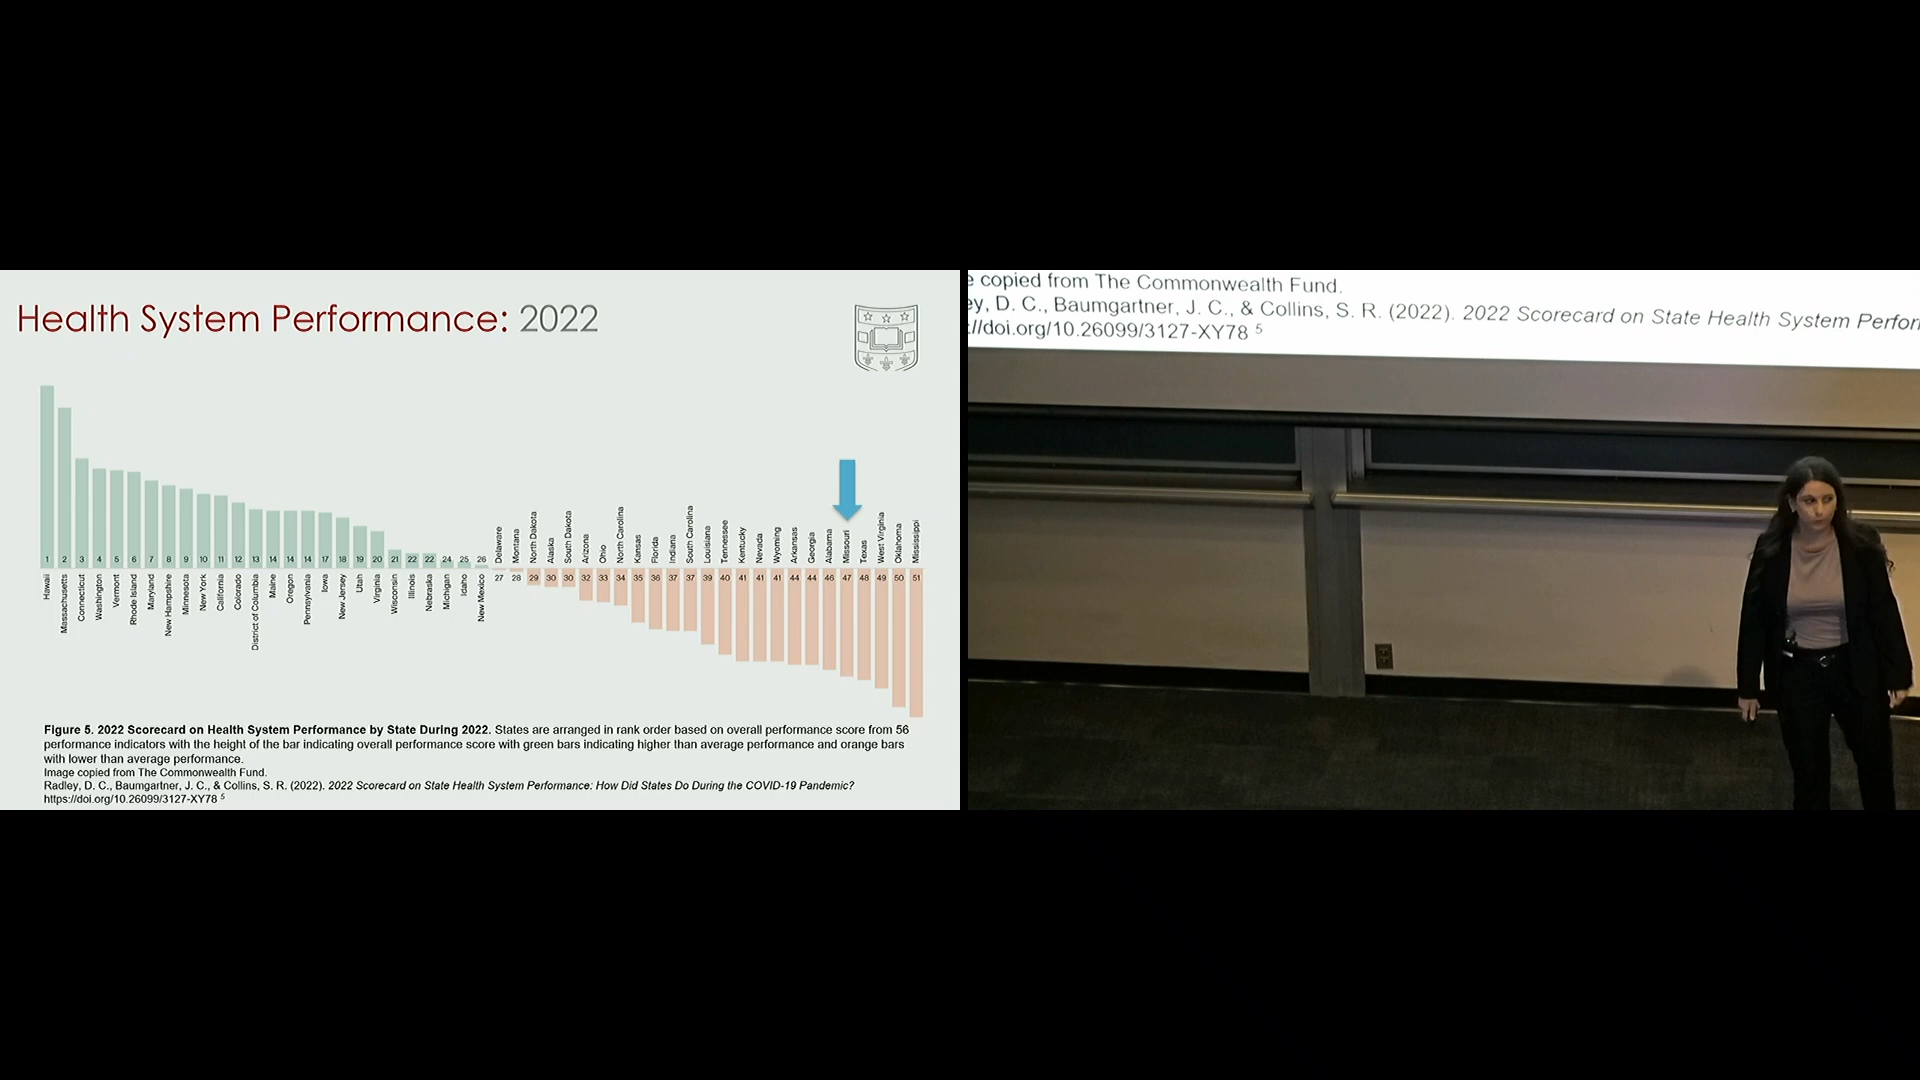 Health System Performance: 2022
1 2 3 4 5 6 7 8 9 10 11 12 13 14 14 14 17 18 19 20 21 22 22 24 25 26
Hawaii
Massachusetts
Connecticut
Washington
Vermont
Rhode Island
Maryland
New Hampshire
Minnesota
New York
California
Colorado
District of Columbia
Maine
Oregon
Pennsylvania
Iowa
New Jersey
Utah
Virginia
Wisconsin
Illinois
Nebraska
Michigan
Idaho
New Mexico
Delaware
Montana
North Dakota
Alaska
South Dakota
Arizona
Ohio
North Carolina
Kansas
Florida
Indiana
South Carolina
Louisiana
Tennessee
Kentucky
Nevada
Wyoming
Arkansas
Georgia
Alabama
Missouri
Texas
West Virginia
Oklahoma
Mississippi
27 28 29 30 30 32 33 34 35 36 37 37 39 40 41 41 41 44 44 46 47 48 49 50 51
Figure 5. 2022 Scorecard on Health System Performance by State During 2022. States are arranged in rank order based on overall performance score from 56
performance indicators with the height of the bar indicating overall performance score with green bars indicating higher than average performance and orange bars
with lower than average performance.
Image copied from The Commonwealth Fund.
Radley, D. C., Baumgartner, J. C., & Collins, S. R. (2022). 2022 Scorecard on State Health System Performance: How Did States Do During the COVID-19 Pandemic?
https://doi.org/10.26099/3127-XY78 5
e copied from The Commonwealth Fund.
ey, D. C., Baumgartner, J. C., & Collins, S. R. (2022). 2022 Scorecard on State Health System Perfor
://doi.org/10.26099/3127-XY78 5